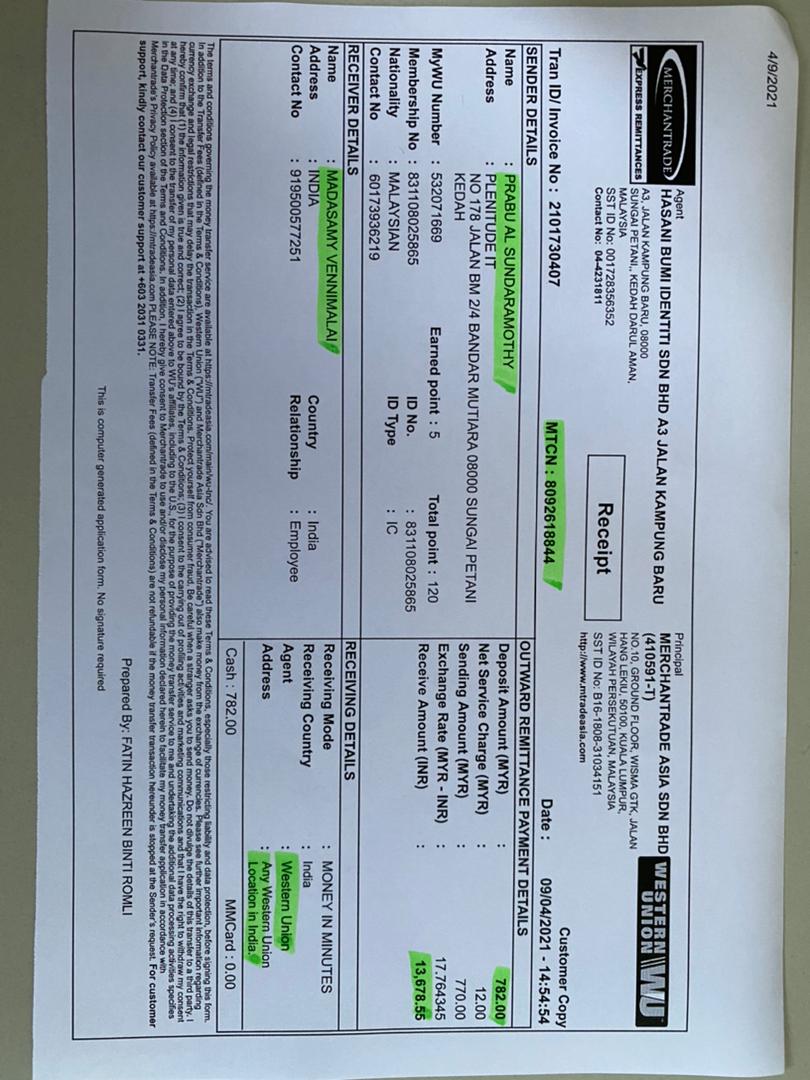 4/9/2021
MERCHANTRADE
EXPRESS REMITTANCES
Agent
HASANI BUMI IDENTITI SDN BHD A3 JALAN KAMPUNG BARU
A3, JALAN KAMPUNG BARU, 08000
SUNGAI PETANI,, KEDAH DARUL AMAN,
MALAYSIA
SST ID No: 001728356352
Contact No: 04-4231811
Receipt
Principal
MERCHANTRADE ASIA SDN BHD
(410591-T)
NO.10, GROUND FLOOR, WISMA GTK, JALAN
HANG LEKIU, 50100, KUALA LUMPUR,
WILAYAH PERSEKUTUAN, MALAYSIA
SST ID No: B16-1808-31034151
http://www.mtradeasia.com
WESTERN UNION WU
Customer Copy
Tran ID/ Invoice No : 2101730407
MTCN : 8092618844
Date : 09/04/2021 - 14:54:54
SENDER DETAILS
Name : PRABU AL SUNDARAMOTHY
Address : PLENITUDE IT
NO 178 JALAN BM 2/4 BANDAR MUTIARA 08000 SUNGAI PETANI
KEDAH
MyWU Number : 532071669 Earned point : 5 Total point : 120
Membership No : 831108025865 ID No. : 831108025865
Nationality : MALAYSIAN ID Type : IC
Contact No : 60173936219
OUTWARD REMITTANCE PAYMENT DETAILS
Deposit Amount (MYR) : 782.00
Net Service Charge (MYR) : 12.00
Sending Amount (MYR) : 770.00
Exchange Rate (MYR - INR) : 17.764345
Receive Amount (INR) : 13,678.55
RECEIVER DETAILS
Name : MADASAMY VENNIMALAI
Address : INDIA Country : India
Contact No : 919500577251 Relationship : Employee
RECEIVING DETAILS
Receiving Mode : MONEY IN MINUTES
Receiving Country : India
Agent : Western Union
Address : Any Western Union
Location in India.
Cash : 782.00 MMCard : 0.00
The terms and conditions governing the money transfer service are available at https://mtradeasia.com/main/wu-tnc/. You are advised to read these Terms & Conditions, especially those restricting liability and data protection, before signing this form.
In addition to the Transfer Fees (defined in the Terms & Conditions), Western Union ("WU") and Merchantrade Asia Sdn Bhd ("Merchantrade") also make money from the exchange of currencies. Please see further important information regarding
currency exchange and legal restrictions that may delay the transaction in the Terms & Conditions. Protect yourself from consumer fraud. Be careful when a stranger asks you to send money. Do not divulge the details of this transfer to a third party. I
hereby confirm that (1) the information given is true and correct; (2) I agree to be bound by the Terms & Conditions; (3) I consent to the carrying out of profiling activities and marketing communications and that I have the right to withdraw my consent
at any time; and (4) I consent to the transfer of my personal data entered above to WU's affiliates, including to the U.S., for the purpose of providing the money transfer service to me and undertaking the additional data processing activities specifies
in the Data Protection section of the Terms and Conditions. In addition, I hereby give consent to Merchantrade to use and/or disclose my personal information declared herein to facilitate my money transfer application in accordance with
Merchantrade's Privacy Policy available at https://mtradeasia.com PLEASE NOTE: Transfer Fees (defined in the Terms & Conditions) are not refundable if the money transfer transaction hereunder is stopped at the Sender's request. For customer
support, kindly contact our customer support at +603 2031 0331.
Prepared By: FATIN HAZREEN BINTI ROMLI
This is computer generated application form. No signature required